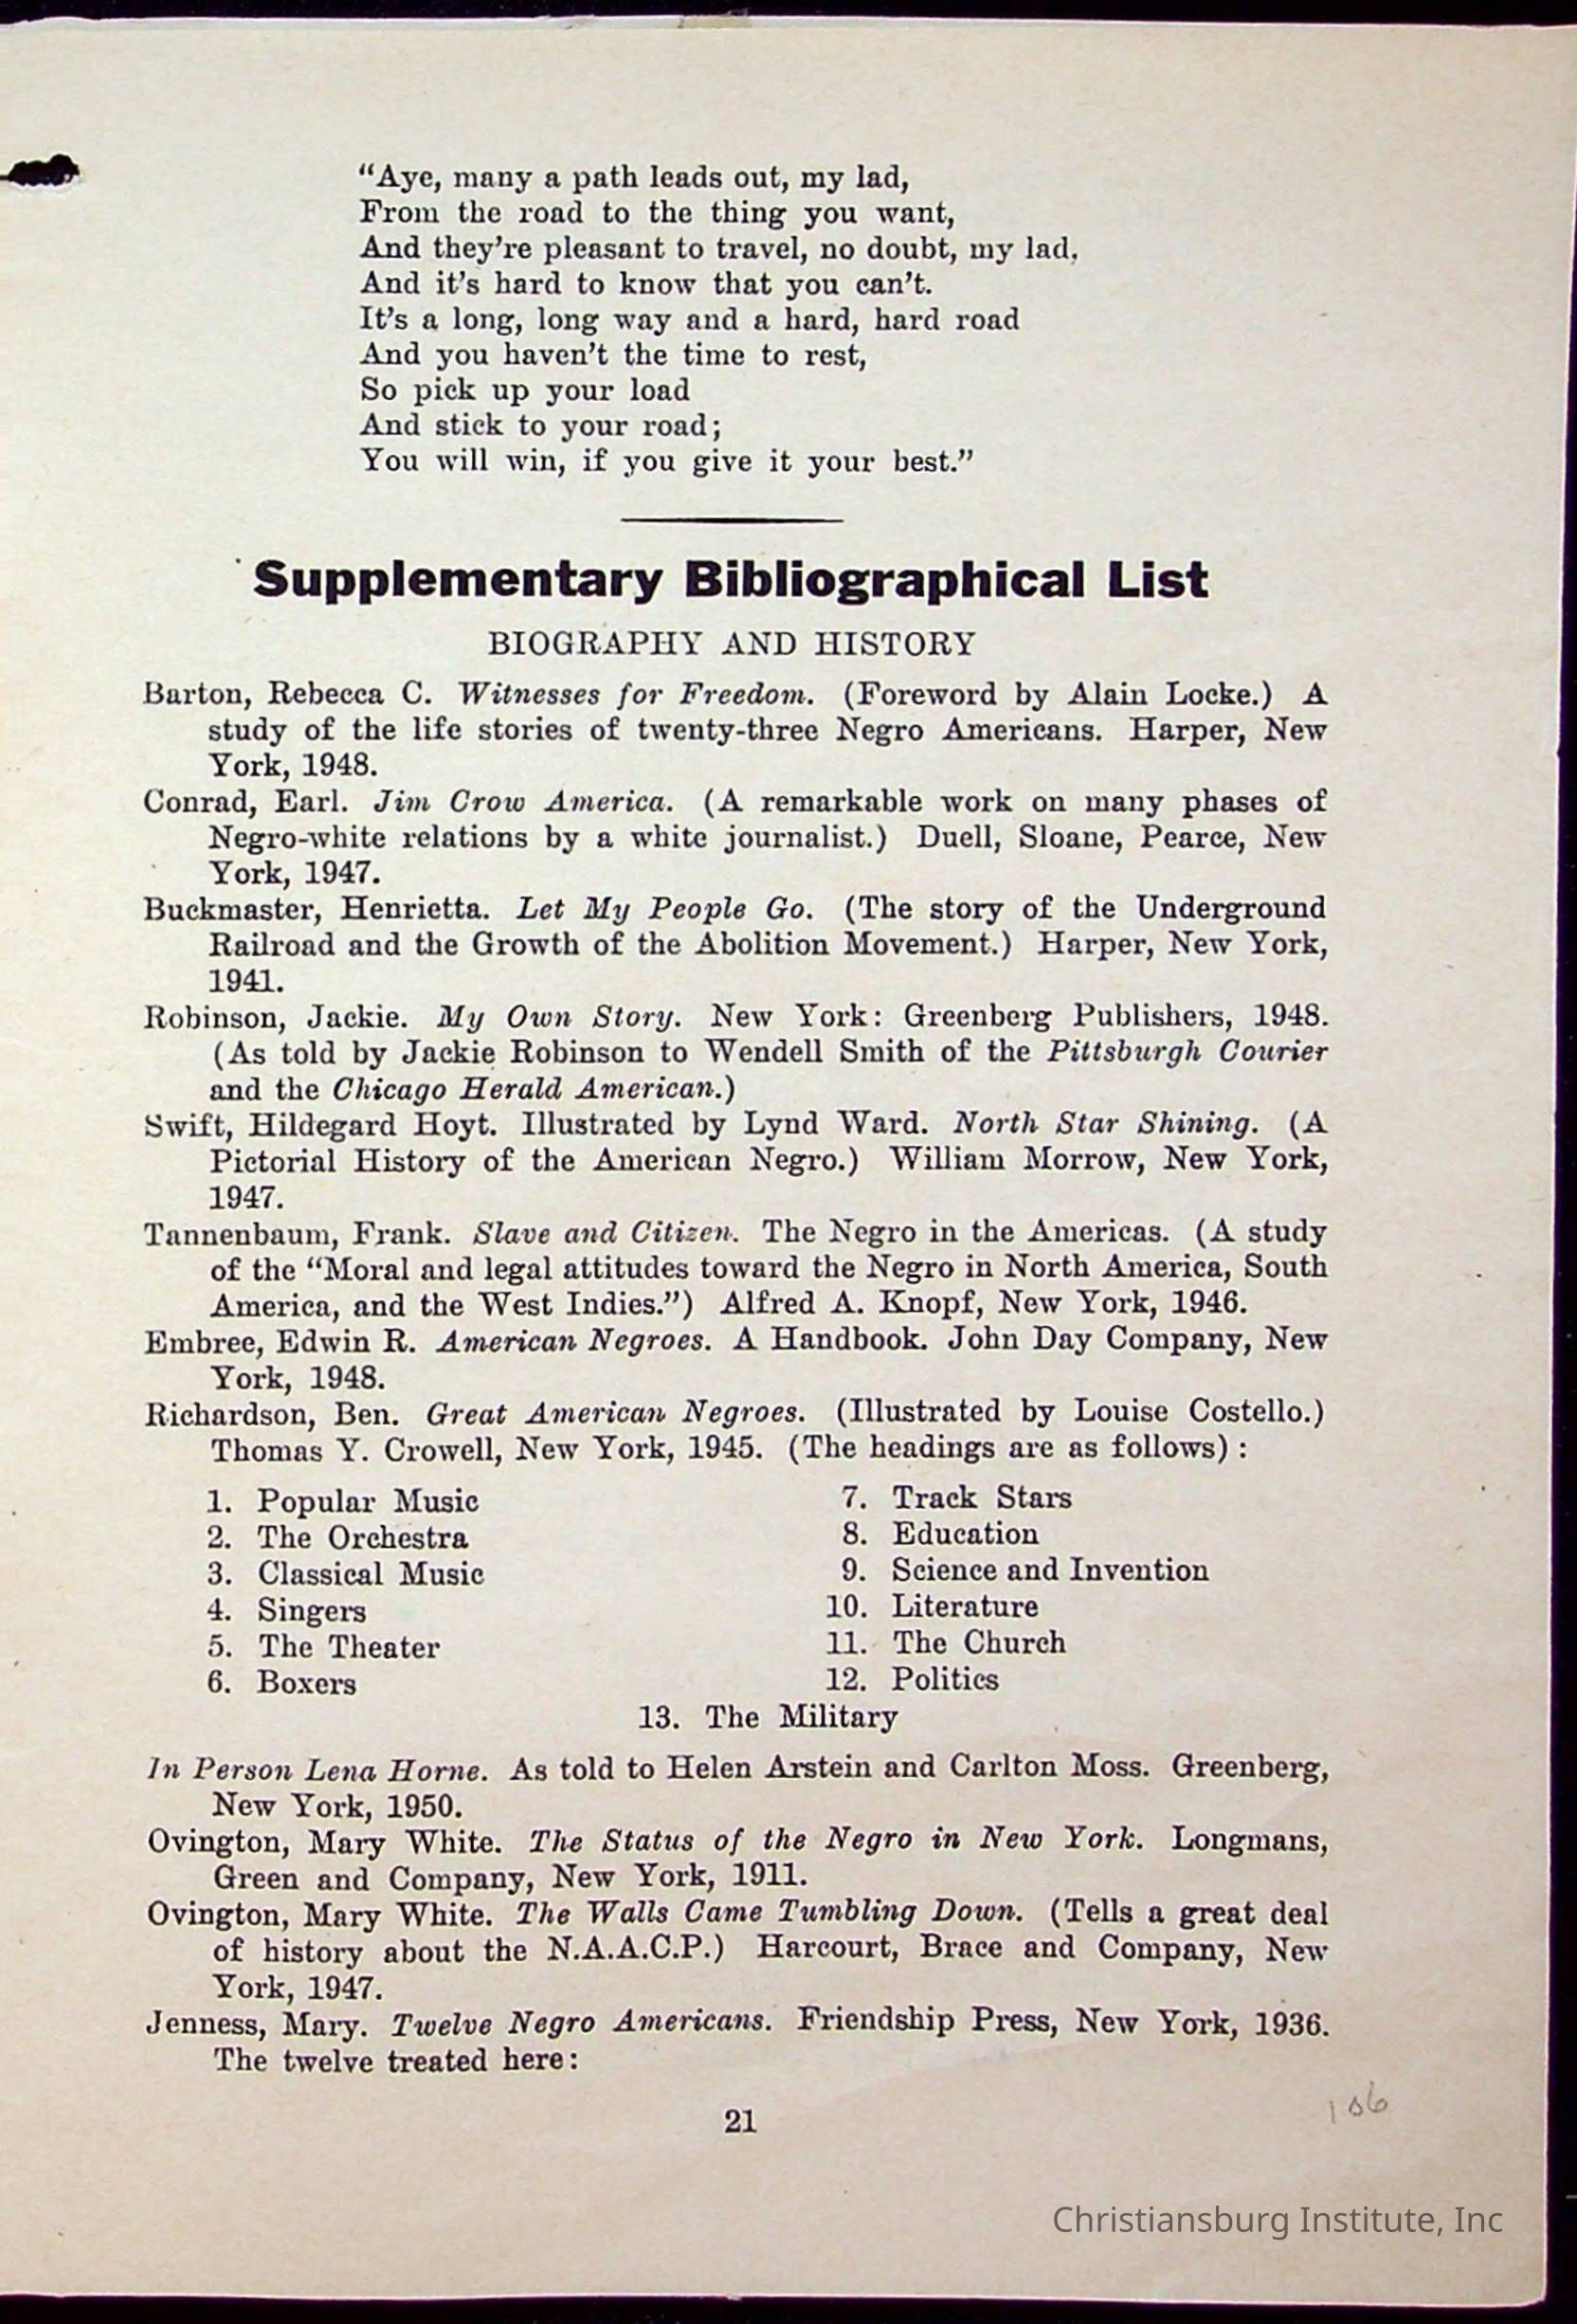 “Aye, many a path leads out, my lad,
From the road to the thing you want,
And they’re pleasant to travel, no doubt, my lad,
And it’s hard to know that you can’t.
It’s a long, long way and a hard, hard road
And you haven’t the time to rest,
So pick up your load
And stick to your road;
You will win, if you give it your best.”
Supplementary Bibliographical List
BIOGRAPHY AND HISTORY
Barton, Rebecca C. Witnesses for Freedom. (Foreword by Alain Locke.) A
study of the life stories of twenty-three Negro Americans. Harper, New
York, 1948.
Conrad, Earl. Jim Crow America. (A remarkable work on many phases of
Negro-white relations by a white journalist.) Duell, Sloane, Pearce, New
York, 1947.
Buckmaster, Henrietta. Let My People Go. (The story of the Underground
Railroad and the Growth of the Abolition Movement.) Harper, New York,
1941.
Robinson, Jackie. My Own Story. New York: Greenberg Publishers, 1948.
(As told by Jackie Robinson to Wendell Smith of the Pittsburgh Courier
and the Chicago Herald American.)
Swift, Hildegard Hoyt. Illustrated by Lynd Ward. North Star Shining. (A
Pictorial History of the American Negro.) William Morrow, New York,
1947.
Tannenbaum, Frank. Slave and Citizen. The Negro in the Americas. (A study
of the “Moral and legal attitudes toward the Negro in North America, South
America, and the West Indies.”) Alfred A. Knopf, New York, 1946.
Embree, Edwin R. American Negroes. A Handbook. John Day Company, New
York, 1948.
Richardson, Ben. Great American Negroes. (Illustrated by Louise Costello.)
Thomas Y. Crowell, New York, 1945. (The headings are as follows) :
1. Popular Music
2. The Orchestra
3. Classical Music
4. Singers
5. The Theater
6. Boxers
7. Track Stars
8. Education
9. Science and Invention
10. Literature
11. The Church
12. Politics
13. The Military
In Person Lena Horne. As told to Helen Arstein and Carlton Moss. Greenberg,
New York, 1950.
Ovington, Mary White. The Status of the Negro in New York. Longmans,
Green and Company, New York, 1911.
Ovington, Mary White. The Walls Came Tumbling Down. (Tells a great deal
of history about the N.A.A.C.P.) Harcourt, Brace and Company, New
York, 1947.
Jenness, Mary. Twelve Negro Americans. Friendship Press, New York, 1936.
The twelve treated here:
21
106
Christiansburg Institute, Inc